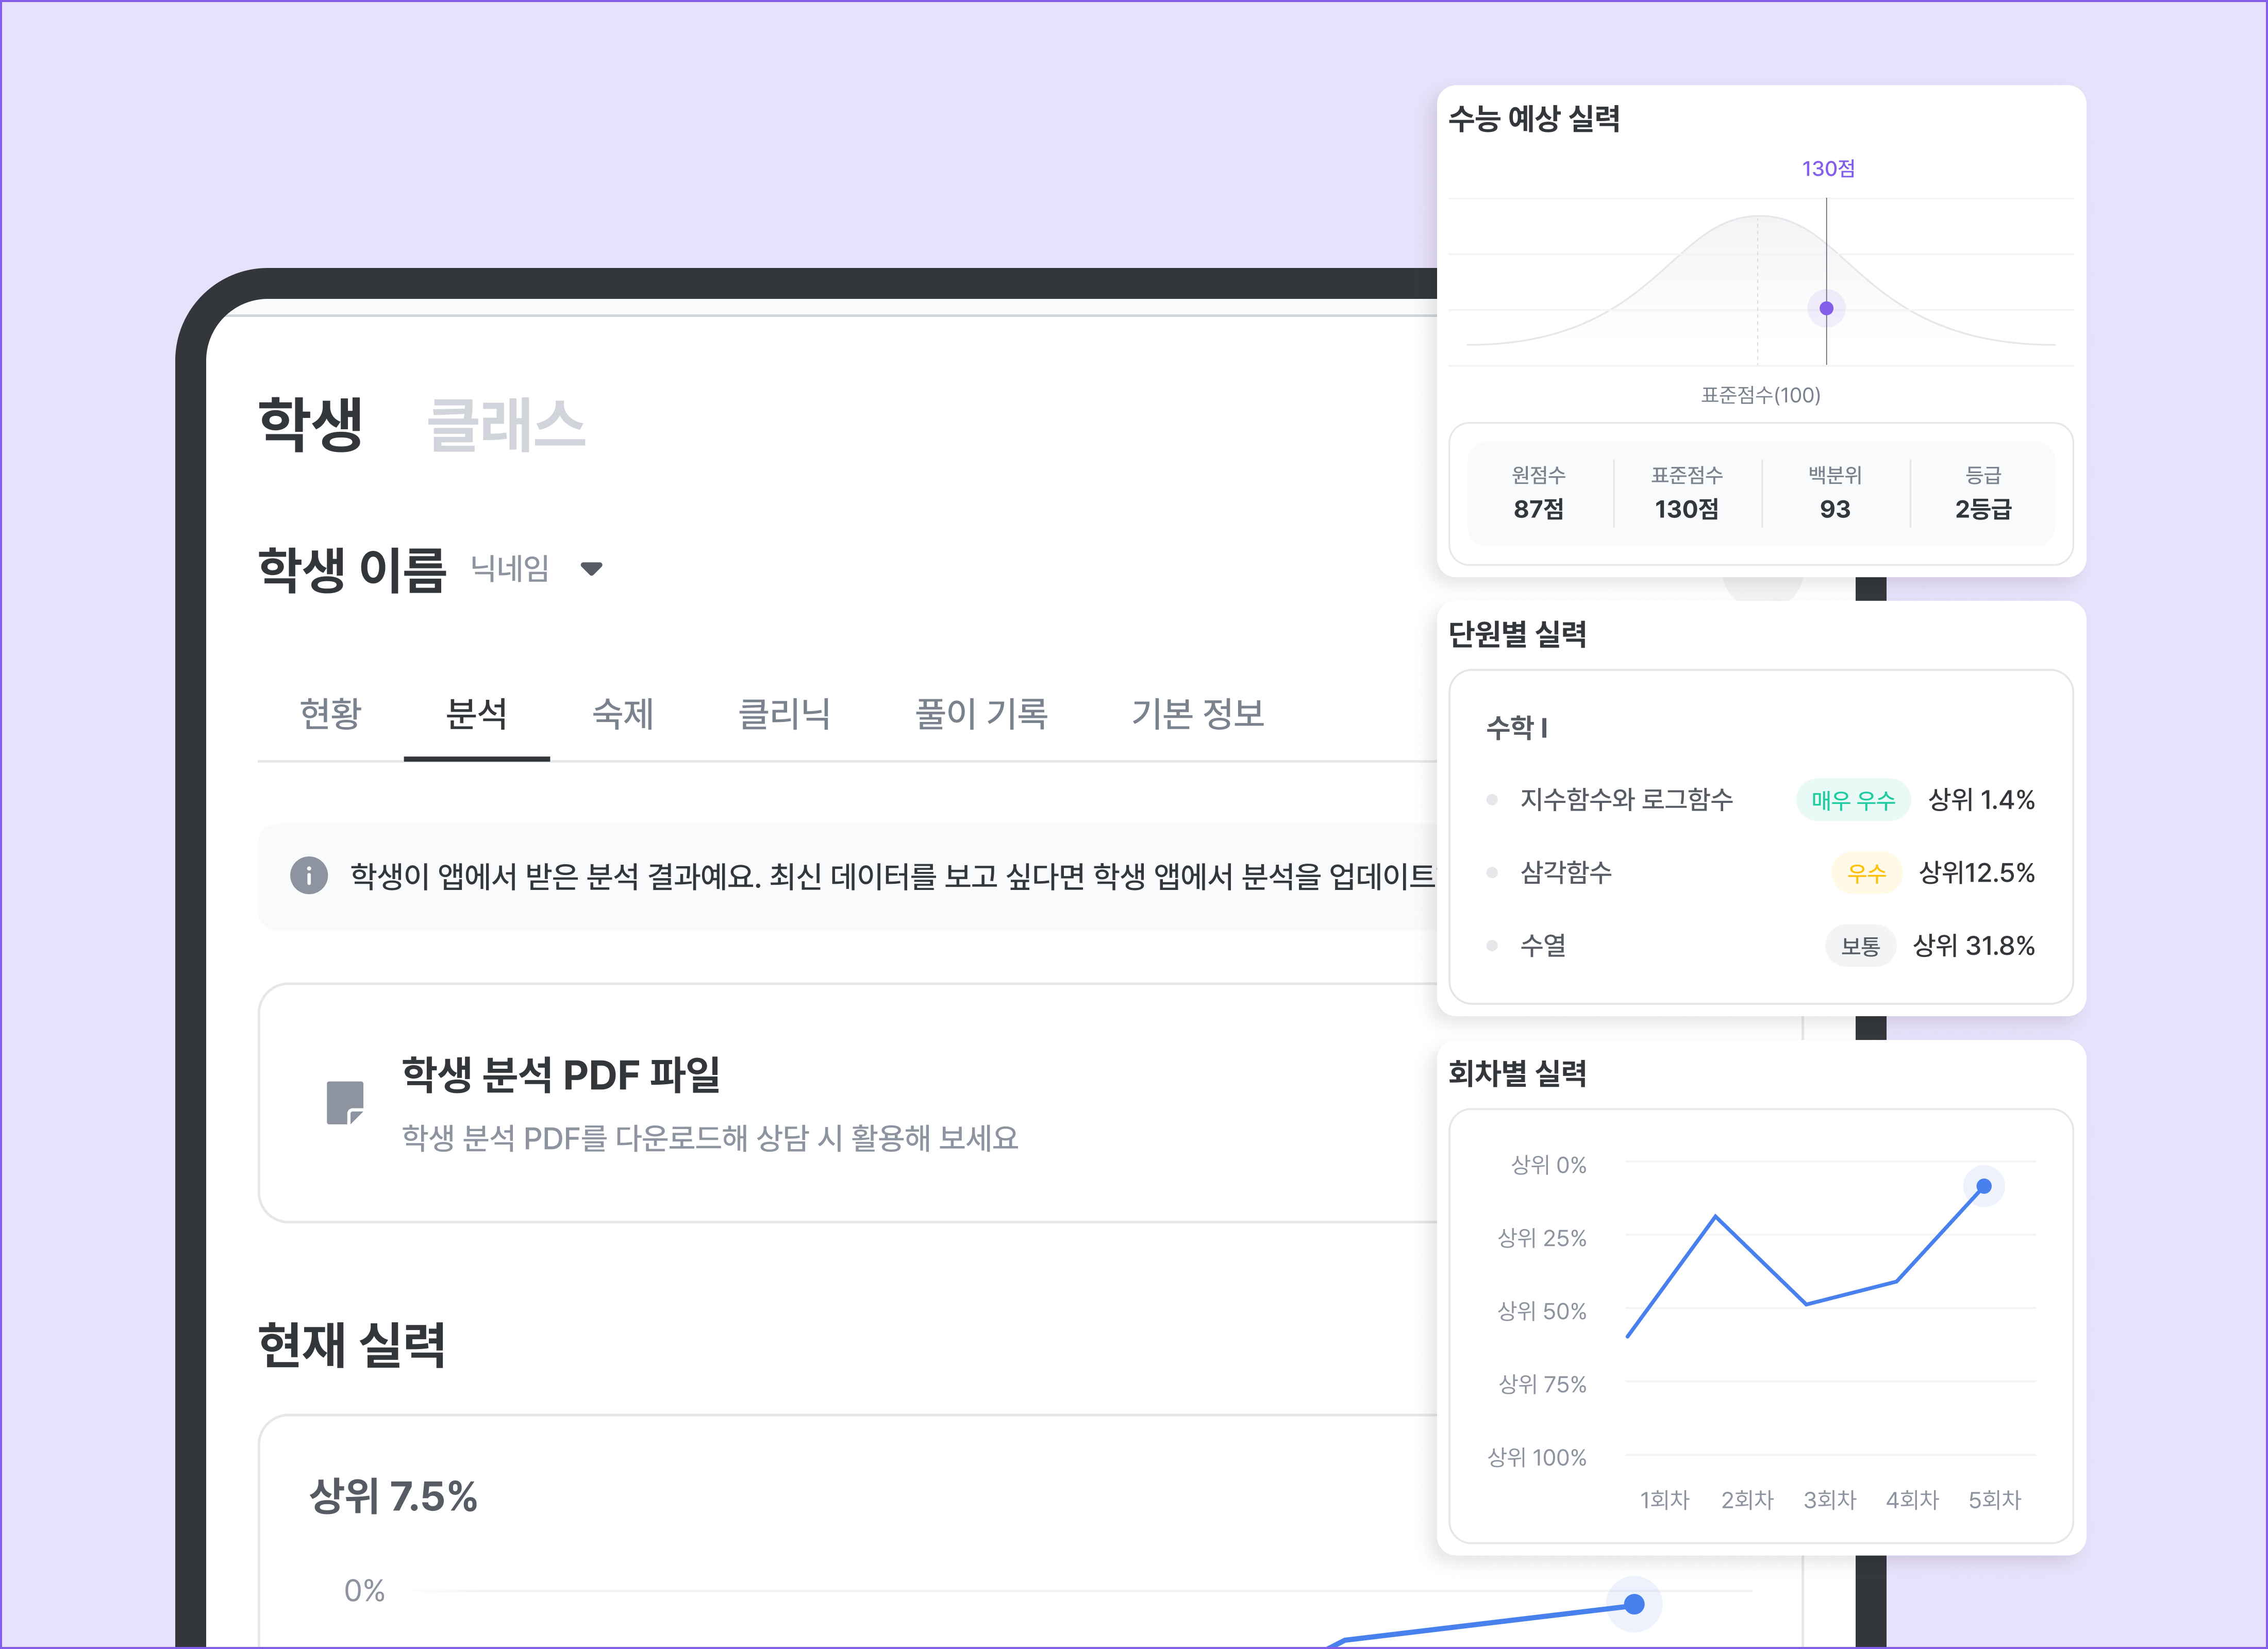 학생 클래스
학생 이름 닉네임
현황 분석 숙제 클리닉 풀이 기록 기본 정보
학생이 앱에서 받은 분석 결과예요. 최신 데이터를 보고 싶다면 학생 앱에서 분석을 업데이트
학생 분석 PDF 파일
학생 분석 PDF를 다운로드해 상담 시 활용해 보세요
현재 실력
상위 7.5%
0%
수능 예상 실력
130점
표준점수(100)
원점수 표준점수 백분위 등급
87점 130점 93 2등급
단원별 실력
수학 I
지수함수와 로그함수 매우 우수 상위 1.4%
삼각함수 우수 상위12.5%
수열 보통 상위 31.8%
회차별 실력
상위 0%
상위 25%
상위 50%
상위 75%
상위 100%
1회차 2회차 3회차 4회차 5회차